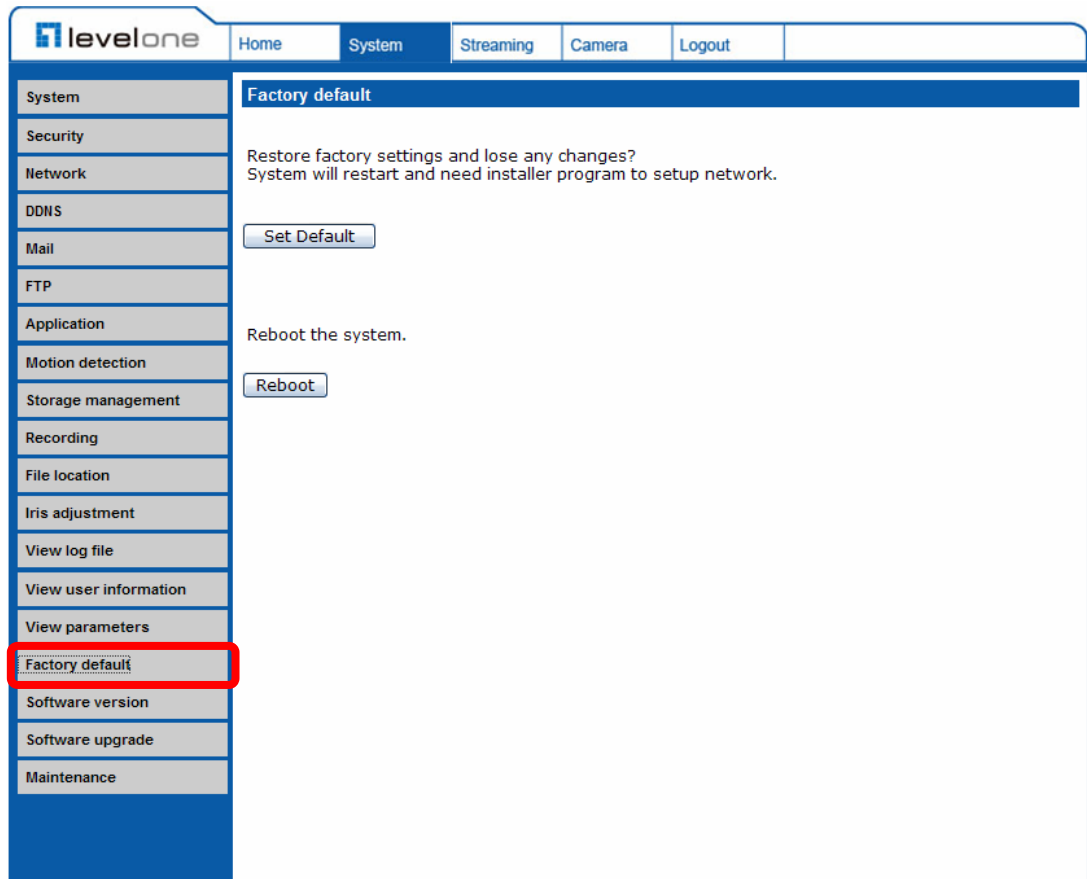 levelone
Home
System
Streaming
Camera
Logout
System
Security
Network
DDNS
Mail
FTP
Application
Motion detection
Storage management
Recording
File location
Iris adjustment
View log file
View user information
View parameters
Factory default
Software version
Software upgrade
Maintenance
Factory default
Restore factory settings and lose any changes?
System will restart and need installer program to setup network.
Set Default
Reboot the system.
Reboot